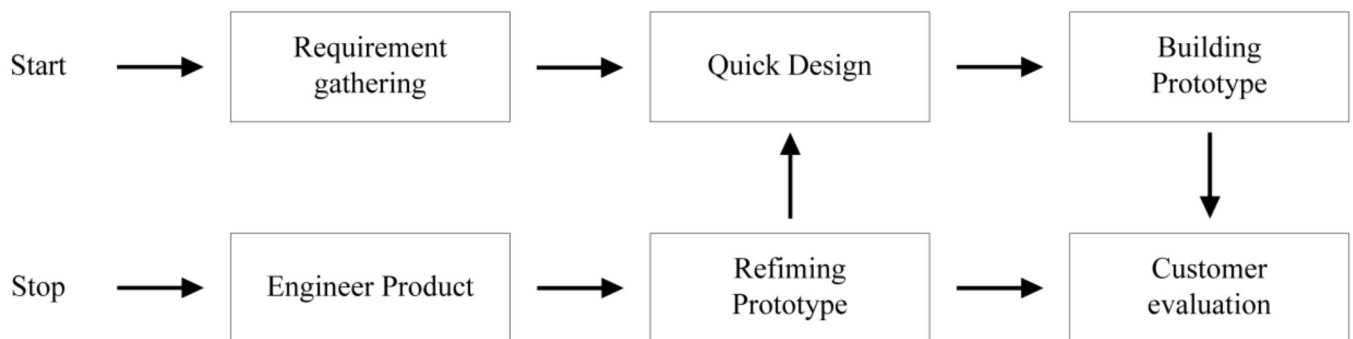 Start
Requirement
gathering
Quick Design
Building
Prototype
Stop
Engineer Product
Refiming
Prototype
Customer
evaluation